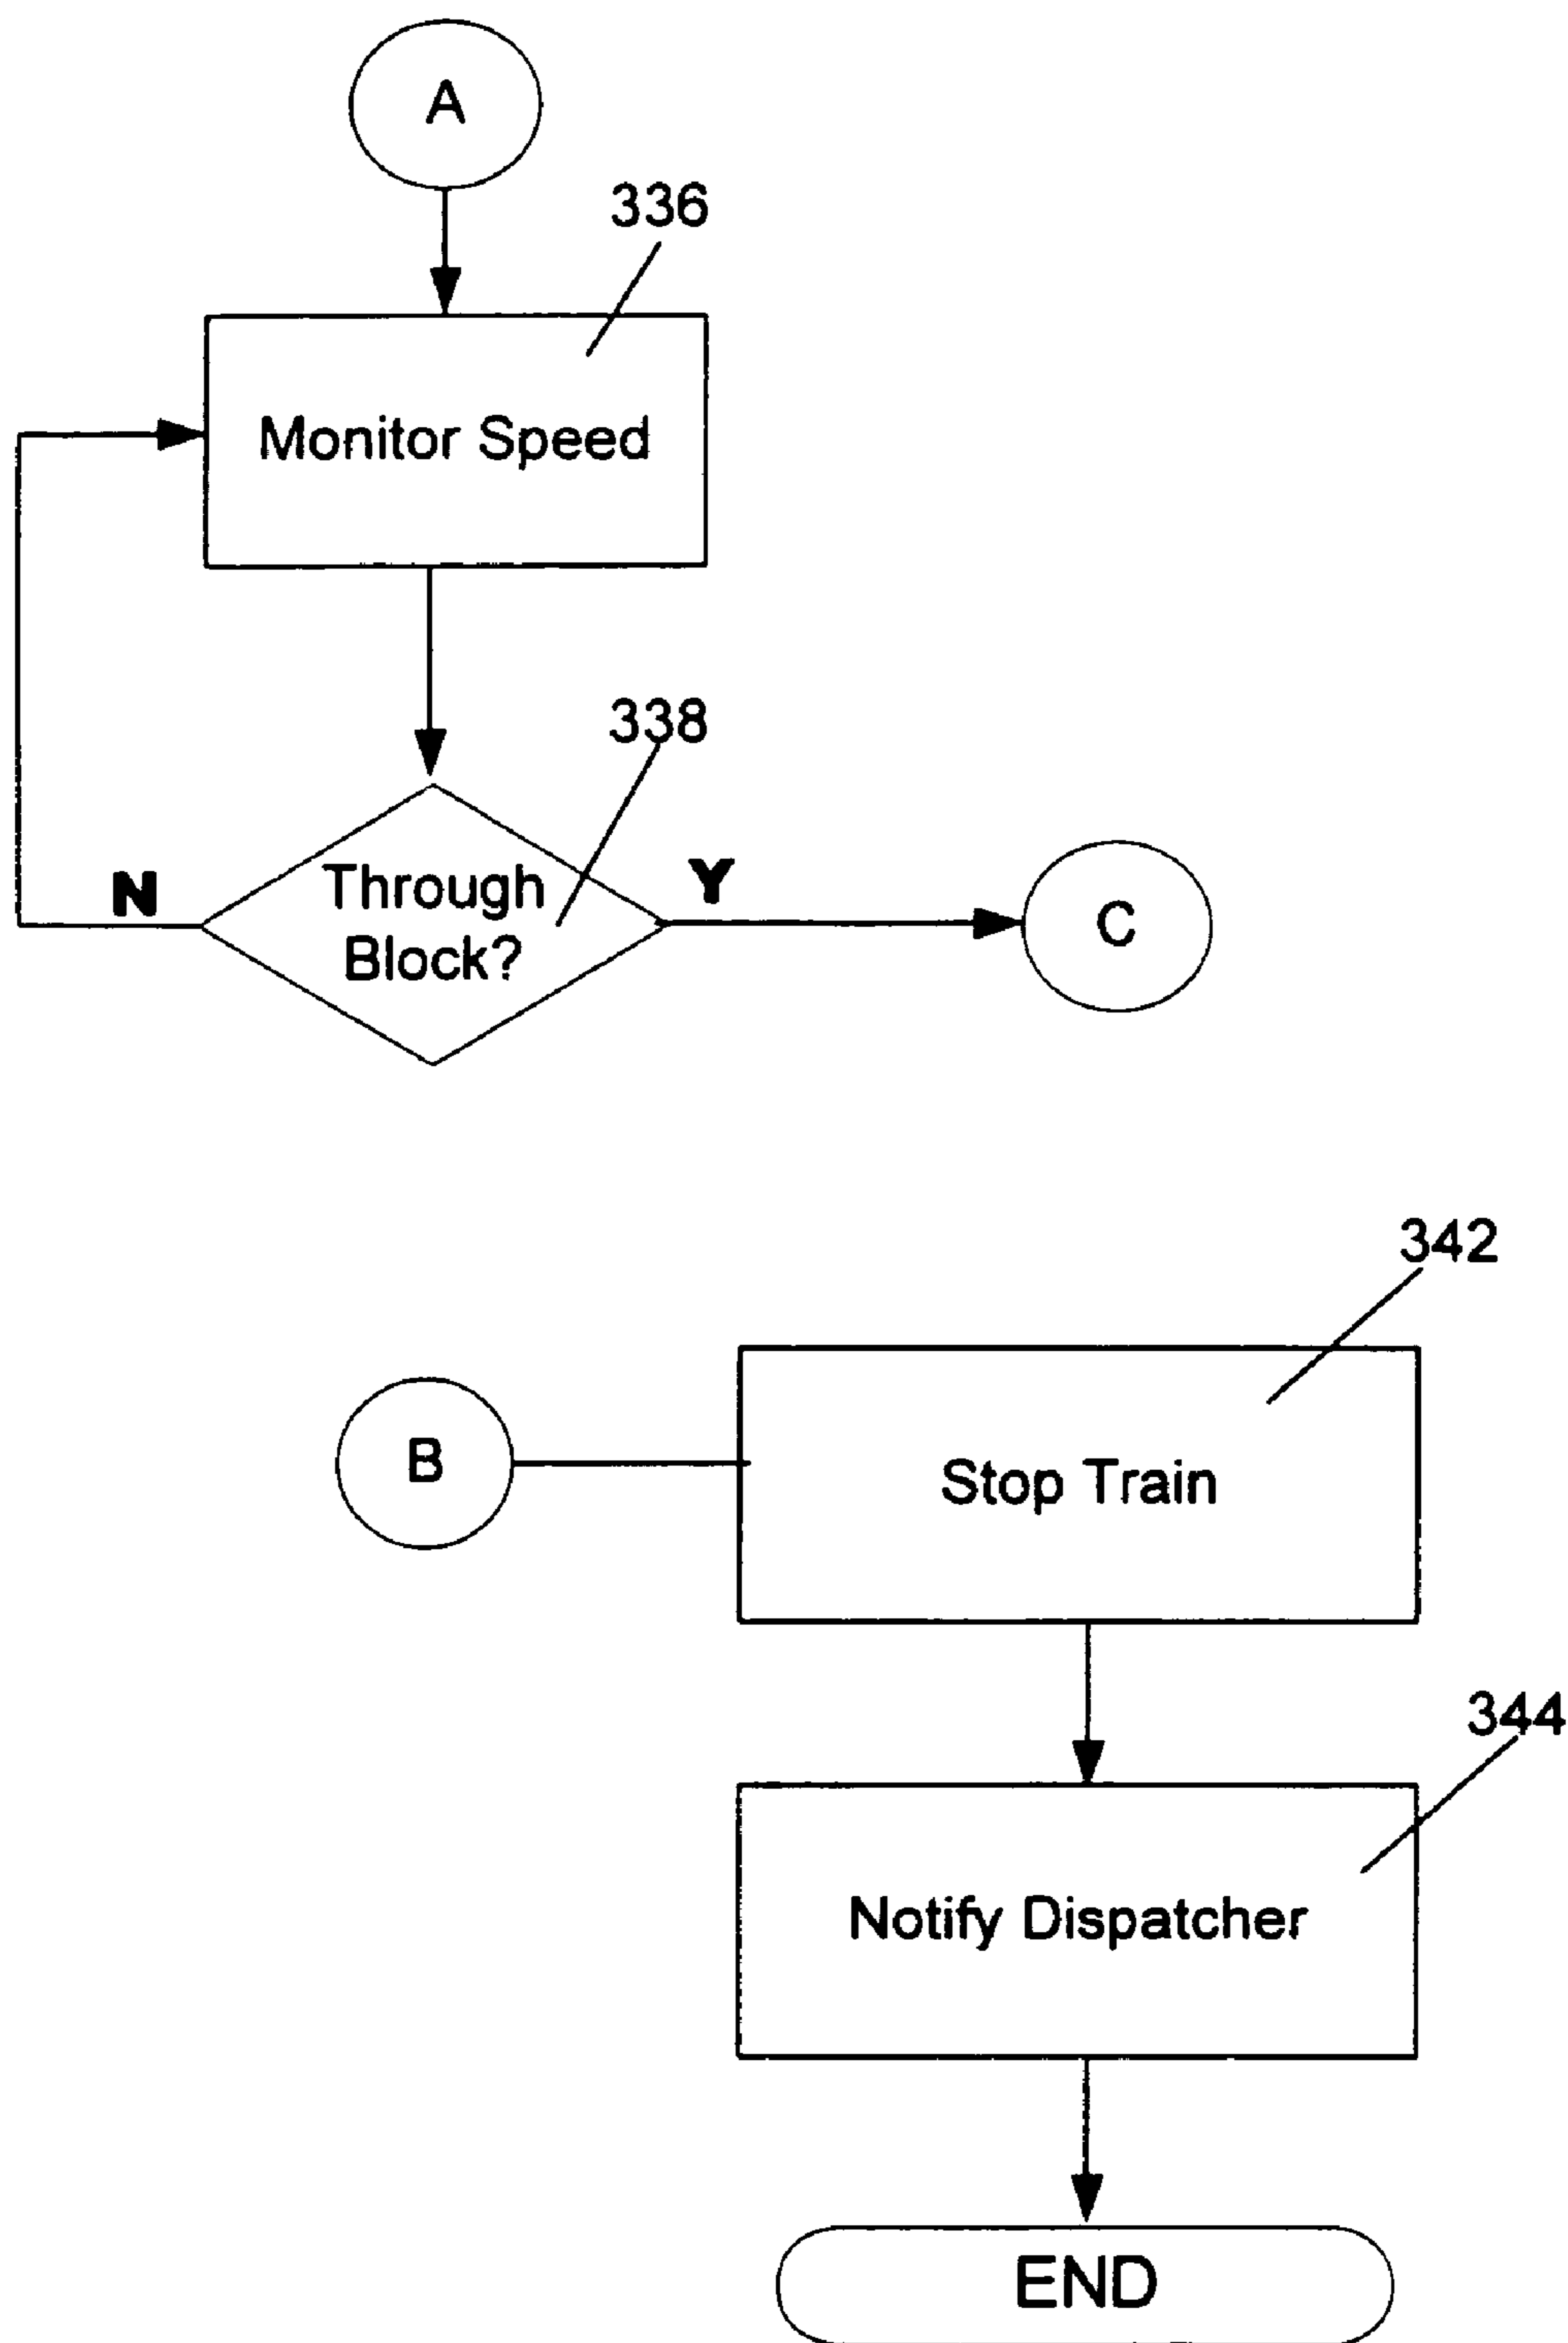 A
336
Monitor Speed
338
Through
Block?
N
Y
C
342
B
Stop Train
344
Notify Dispatcher
END